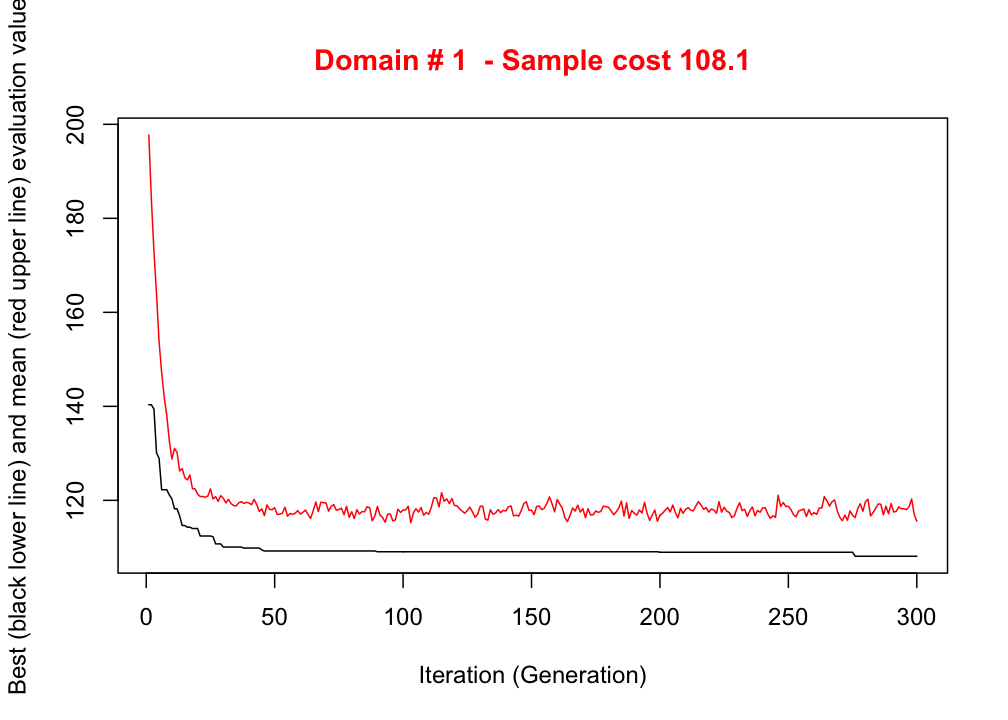 Domain # 1  - Sample cost 108.1
Best (black lower line) and mean (red upper line) evaluation value
200
180
160
140
120
0 50 100 150 200 250 300
Iteration (Generation)